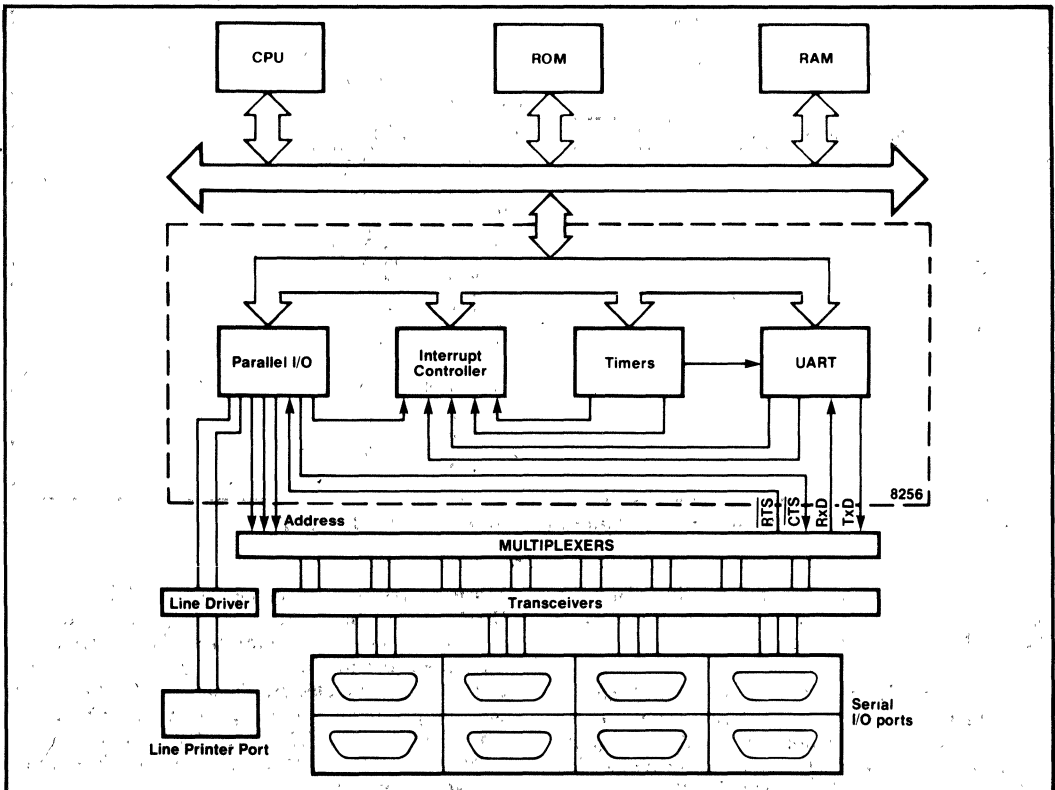 CPU
ROM
RAM
Parallel I/O
Interrupt
Controller
Timers
UART
8256
Address
RTS
CTS
RxD
TxD
MULTIPLEXERS
Line Driver
Transceivers
Serial
I/O ports
Line Printer Port